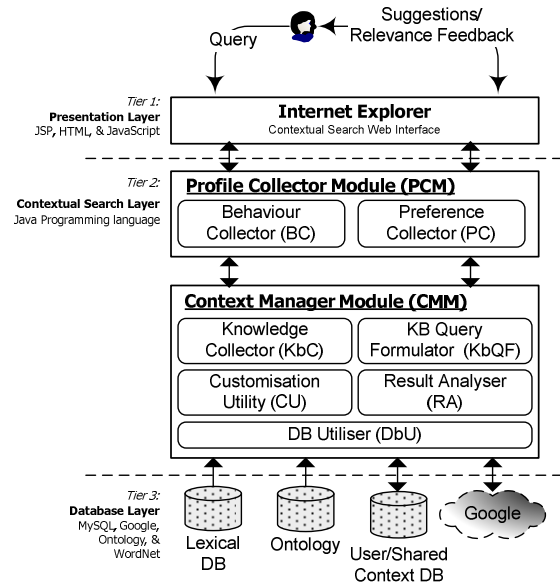 Suggestions/
Relevance Feedback
Query
Tier 1:
Presentation Layer
JSP, HTML, & JavaScript
Internet Explorer
Contextual Search Web Interface
Tier 2:
Contextual Search Layer
Java Programming language
Profile Collector Module (PCM)
Behaviour
Collector (BC)
Preference
Collector (PC)
Context Manager Module (CMM)
Knowledge
Collector (KbC)
KB Query
Formulator (KbQF)
Customisation
Utility (CU)
Result Analyser
(RA)
DB Utiliser (DbU)
Tier 3:
Database Layer
MySQL, Google,
Ontology, &
WordNet
Lexical
DB
Ontology
User/Shared
Context DB
Google